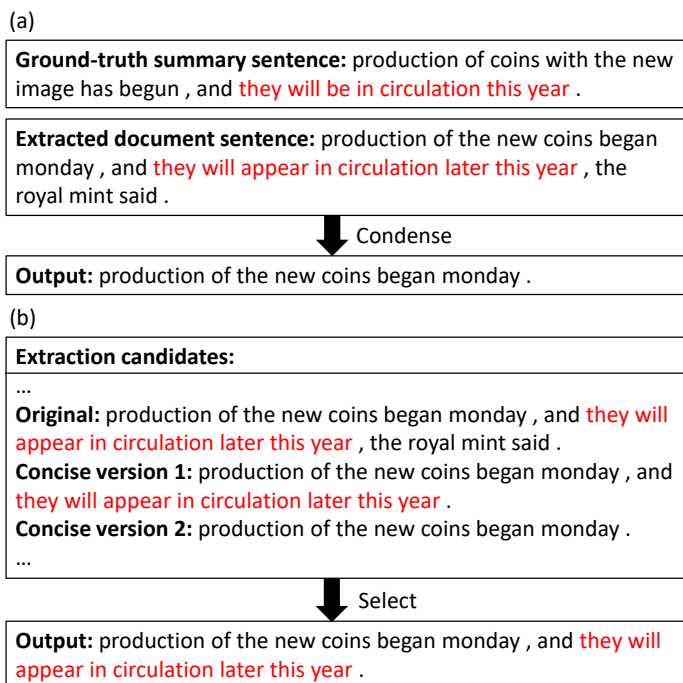 (a)
Ground-truth summary sentence: production of coins with the new
image has begun , and they will be in circulation this year .
Extracted document sentence: production of the new coins began
monday , and they will appear in circulation later this year , the
royal mint said .
Condense
Output: production of the new coins began monday .
(b)
Extraction candidates:
...
Original: production of the new coins began monday , and they will
appear in circulation later this year , the royal mint said .
Concise version 1: production of the new coins began monday , and
they will appear in circulation later this year .
Concise version 2: production of the new coins began monday .
...
Select
Output: production of the new coins began monday , and they will
appear in circulation later this year .